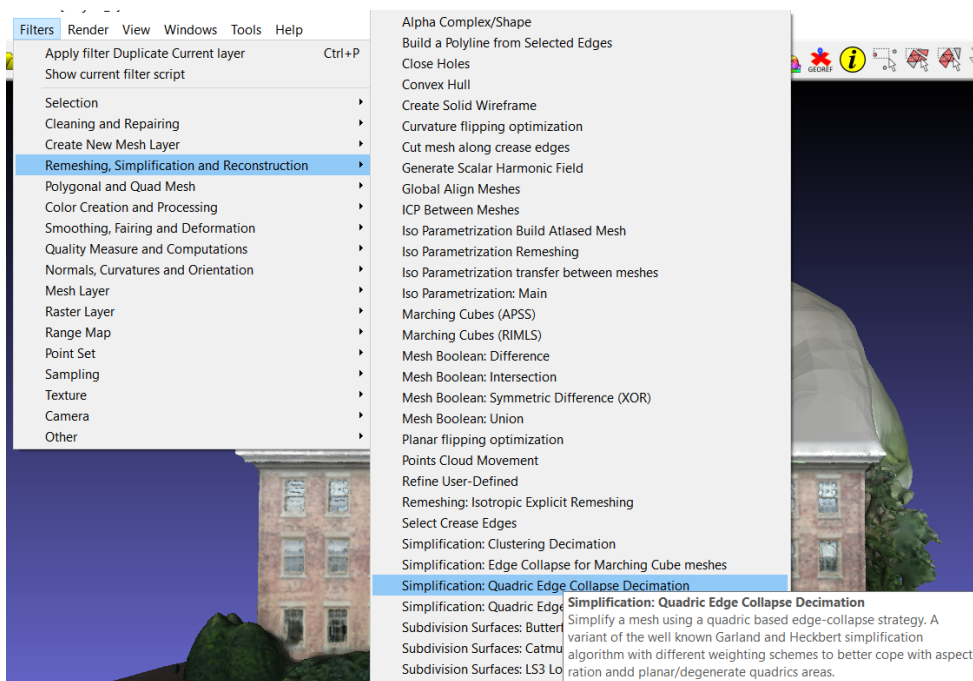 Filters Render View Windows Tools Help
Apply filter Duplicate Current layer Ctrl+P
Show current filter script
Selection
Cleaning and Repairing
Create New Mesh Layer
Remeshing, Simplification and Reconstruction
Polygonal and Quad Mesh
Color Creation and Processing
Smoothing, Fairing and Deformation
Quality Measure and Computations
Normals, Curvatures and Orientation
Mesh Layer
Raster Layer
Range Map
Point Set
Sampling
Texture
Camera
Other
Alpha Complex/Shape
Build a Polyline from Selected Edges
Close Holes
Convex Hull
Create Solid Wireframe
Curvature flipping optimization
Cut mesh along crease edges
Generate Scalar Harmonic Field
Global Align Meshes
ICP Between Meshes
Iso Parametrization Build Atlased Mesh
Iso Parametrization Remeshing
Iso Parametrization transfer between meshes
Iso Parametrization: Main
Marching Cubes (APSS)
Marching Cubes (RIMLS)
Mesh Boolean: Difference
Mesh Boolean: Intersection
Mesh Boolean: Symmetric Difference (XOR)
Mesh Boolean: Union
Planar flipping optimization
Points Cloud Movement
Refine User-Defined
Remeshing: Isotropic Explicit Remeshing
Select Crease Edges
Simplification: Clustering Decimation
Simplification: Edge Collapse for Marching Cube meshes
Simplification: Quadric Edge Collapse Decimation
Simplification: Quadric Edge
Subdivision Surfaces: Butterf
Subdivision Surfaces: Catmu
Subdivision Surfaces: LS3 Lo
Simplification: Quadric Edge Collapse Decimation
Simplify a mesh using a quadric based edge-collapse strategy. A
variant of the well known Garland and Heckbert simplification
algorithm with different weighting schemes to better cope with aspect
ration andd planar/degenerate quadrics areas.
GEOREF
i